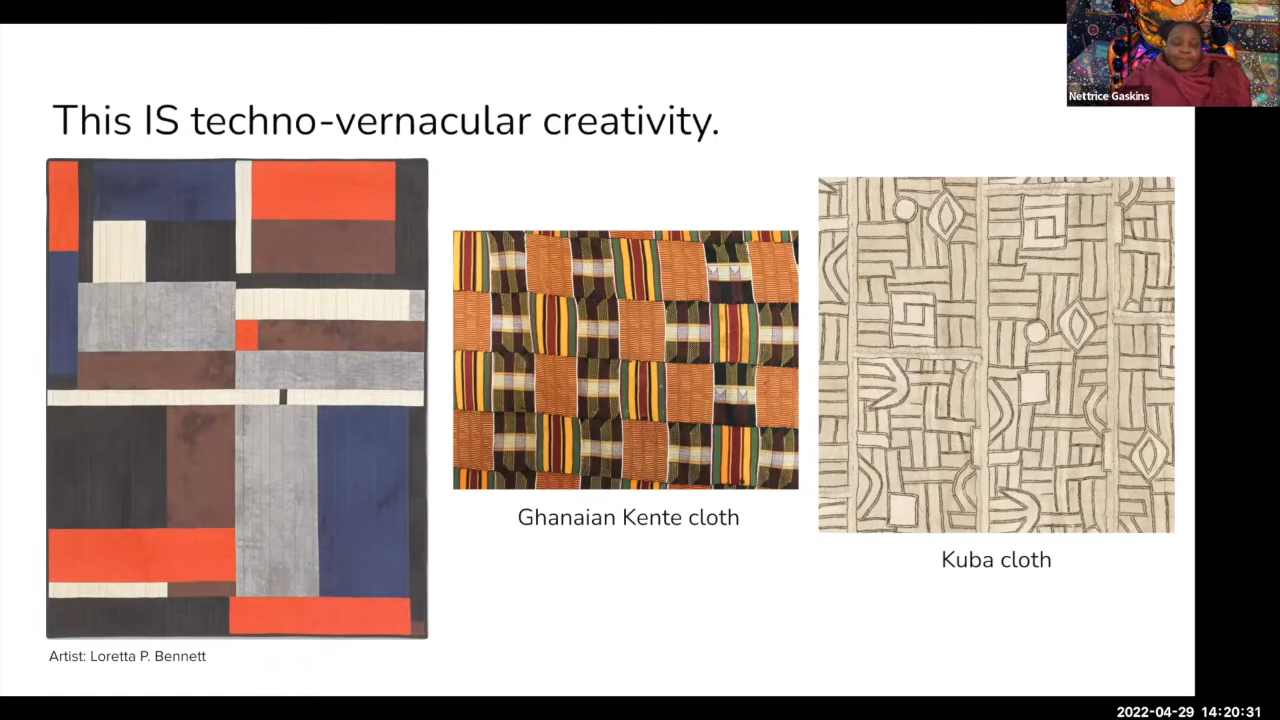 Nettrice Gaskins
This IS techno-vernacular creativity.
Ghanaian Kente cloth
Kuba cloth
Artist: Loretta P. Bennett
2022-04-29 14:20:31